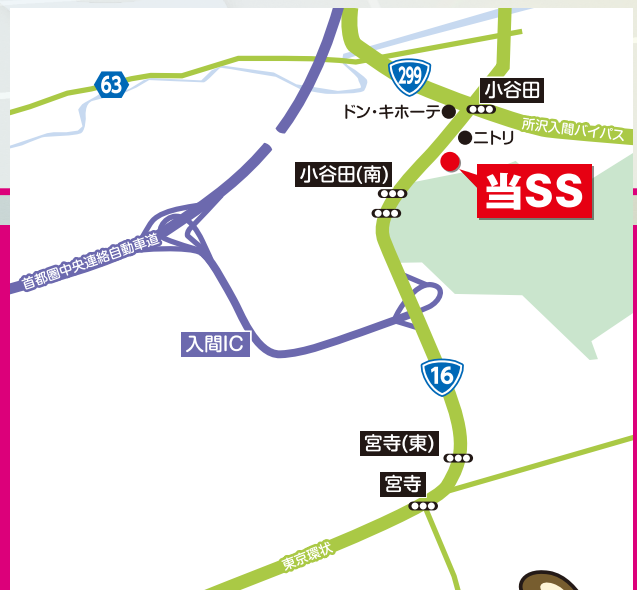 63
299
小谷田
ドン・キホーテ
所沢入間バイパス
ニトリ
小谷田(南)
当SS
首都圏中央連絡自動車道
入間IC
16
宮寺(東)
宮寺
東京環状